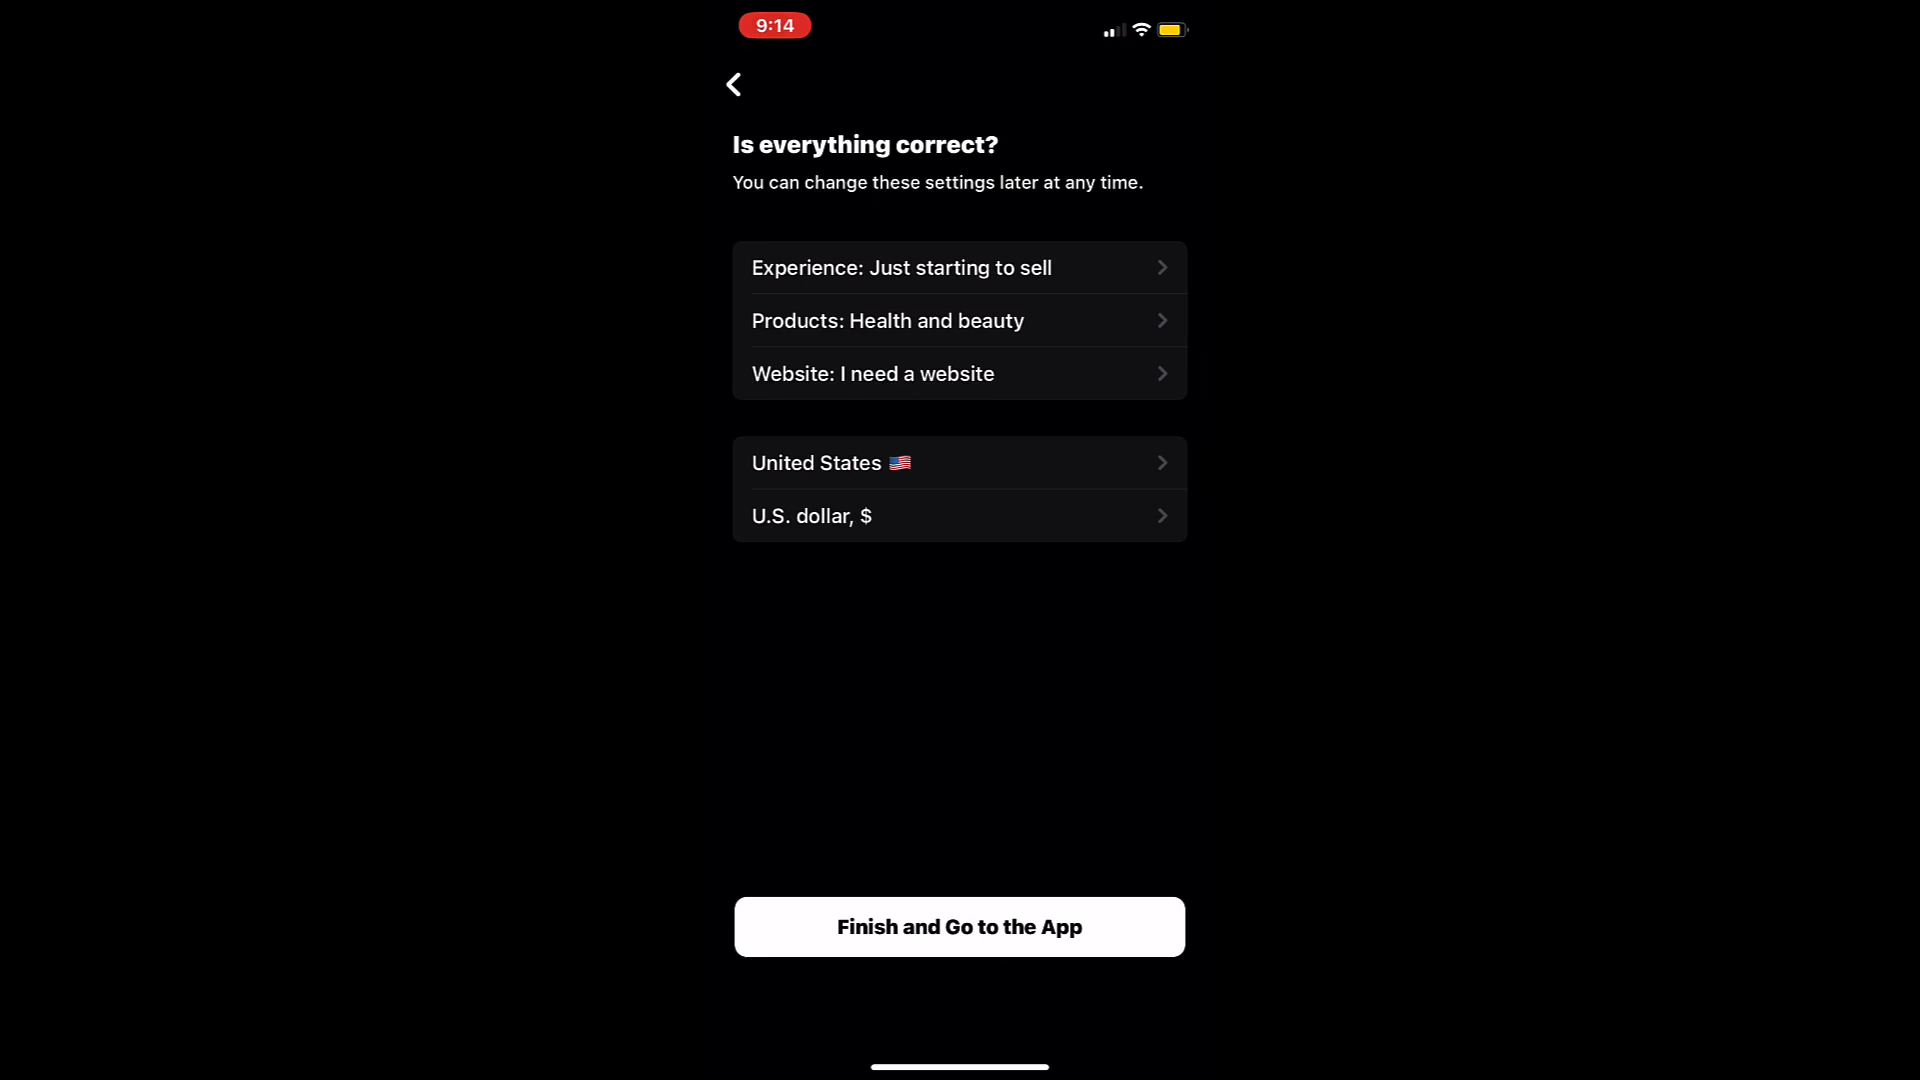 9:14
Is everything correct?
You can change these settings later at any time.
Experience: Just starting to sell
Products: Health and beauty
Website: I need a website
United States 🇺🇸
U.S. dollar, $
Finish and Go to the App